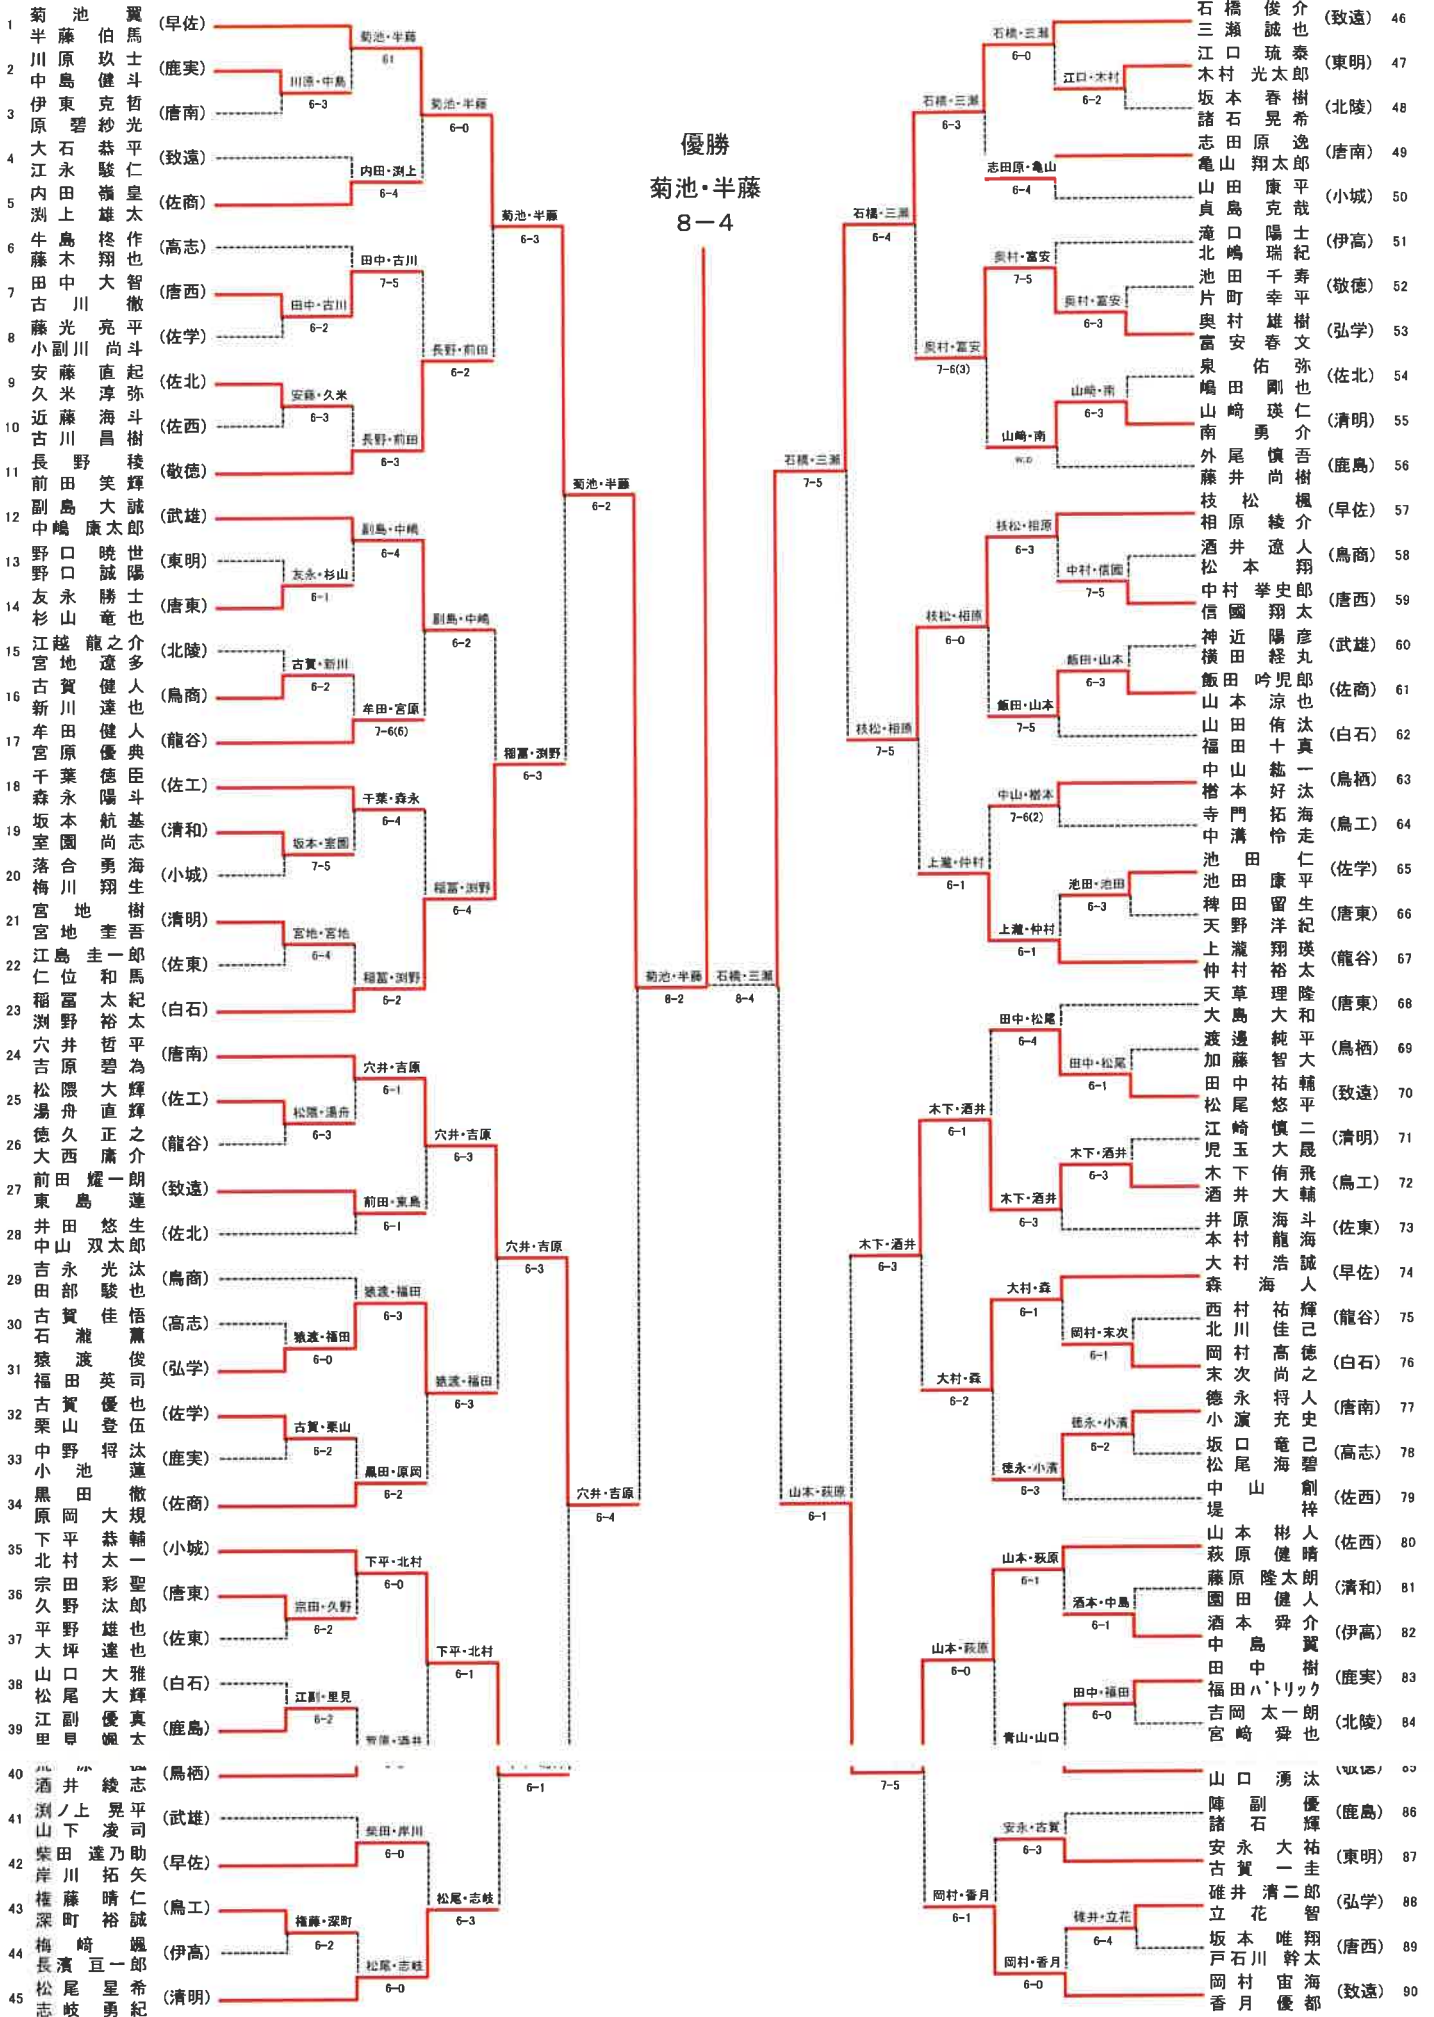 優勝
菊池・半藤
8－4
1 菊池 翼 半藤 伯馬 (早佐)
2 川原 玖士 中島 健斗 (鹿実)
3 伊東 克哲 原 碧紗光 (唐南)
4 大石 恭平 江永 駿仁 (致遠)
5 内田 嶺皇 渕上 雄太 (佐商)
6 牛島 柊作 藤木 翔也 (高志)
7 田中 大智 古川 徹 (唐西)
8 藤光 亮平 小副川 尚斗 (佐学)
9 安藤 直起 久米 淳弥 (佐北)
10 近藤 海斗 古川 昌樹 (佐西)
11 長野 稜 前田 笑輝 (敬徳)
12 副島 大誠 中嶋 康太郎 (武雄)
13 野口 暁世 野口 誠陽 (東明)
14 友永 勝士 杉山 竜也 (唐東)
15 江越 龍之介 宮地 遼多 (北陵)
16 古賀 健人 新川 達也 (鳥商)
17 牟田 健人 宮原 優典 (龍谷)
18 千葉 徳臣 森永 陽斗 (佐工)
19 坂本 航基 室園 尚志 (清和)
20 落合 勇海 梅川 翔生 (小城)
21 宮地 樹 宮地 奎吾 (清明)
22 江島 圭一郎 仁位 和馬 (佐東)
23 稲冨 太紀 渕野 裕太 (白石)
24 穴井 哲平 吉原 碧為 (唐南)
25 松隈 大輝 湯舟 直輝 (佐工)
26 徳久 正之 大西 庸介 (龍谷)
27 前田 燿一朗 東島 蓮 (致遠)
28 井田 悠生 中山 双太郎 (佐北)
29 吉永 光汰 田部 駿也 (鳥商)
30 古賀 佳悟 石瀧 薫 (高志)
31 猿渡 俊 福田 英司 (弘学)
32 古賀 優也 栗山 登伍 (佐学)
33 中野 将汰 小池 蓮 (鹿実)
34 黒田 徹 原岡 大規 (佐商)
35 下平 恭輔 北村 太一 (小城)
36 宗田 彩聖 久野 汰郎 (唐東)
37 平野 雄也 大坪 達也 (佐東)
38 山口 大雅 松尾 大輝 (白石)
39 江副 優真 里見 颯太 (鹿島)
40 酒井 綾志 (鳥栖)
41 渕ノ上 晃平 山下 凌司 (武雄)
42 柴田 達乃助 岸川 拓矢 (早佐)
43 権藤 晴仁 深町 裕誠 (鳥工)
44 梅﨑 颯 長濱 亘一郎 (伊高)
45 松尾 星希 志岐 勇紀 (清明)
菊池・半藤 61
川原・中島 6-3
菊池・半藤 6-0
内田・渕上 6-4
菊池・半藤 6-3
田中・古川 7-5
田中・古川 6-2
長野・前田 6-2
安藤・久米 6-3
長野・前田 6-3
菊池・半藤 6-2
副島・中嶋 6-4
友永・杉山 6-1
副島・中嶋 6-2
古賀・新川 6-2
牟田・宮原 7-6(6)
稲冨・渕野 6-3
千葉・森永 6-4
坂本・室園 7-5
稲冨・渕野 6-4
宮地・宮地 6-4
稲冨・渕野 6-2
菊池・半藤 8-2
穴井・吉原 6-1
松隈・湯舟 6-3
穴井・吉原 6-3
前田・東島 6-1
穴井・吉原 6-3
猿渡・福田 6-3
猿渡・福田 6-0
猿渡・福田 6-3
古賀・栗山 6-2
黒田・原岡 6-2
穴井・吉原 6-4
下平・北村 6-0
宗田・久野 6-2
下平・北村 6-1
江副・里見 6-2
6-1
柴田・岸川 6-0
松尾・志岐 6-3
権藤・深町 6-2
松尾・志岐 6-0
石橋 俊介 三瀬 誠也 (致遠) 46
江口 琉泰 木村 光太郎 (東明) 47
坂本 春樹 諸石 晃希 (北陵) 48
志田原 逸 亀山 翔太郎 (唐南) 49
山田 康平 貞島 克哉 (小城) 50
滝口 陽士 北嶋 瑞紀 (伊高) 51
池田 千寿 片町 幸平 (敬徳) 52
奥村 雄樹 富安 春文 (弘学) 53
泉 佑弥 嶋田 剛也 (佐北) 54
山﨑 瑛仁 南 勇介 (清明) 55
外尾 慎吾 藤井 尚樹 (鹿島) 56
枝松 楓 相原 綾介 (早佐) 57
酒井 遼人 松本 翔 (鳥商) 58
中村 挙史郎 信國 翔太 (唐西) 59
神近 陽彦 横田 経丸 (武雄) 60
飯田 吟児郎 山本 涼也 (佐商) 61
山田 侑汰 福田 十真 (白石) 62
中山 紘一 楢本 好汰 (鳥栖) 63
寺門 拓海 中溝 怜走 (鳥工) 64
池田 仁 池田 康平 (佐学) 65
稗田 留生 天野 洋紀 (唐東) 66
上瀧 翔瑛 仲村 裕太 (龍谷) 67
天草 理隆 大島 大和 (唐東) 68
渡邊 純平 加藤 智大 (鳥栖) 69
田中 祐輔 松尾 悠平 (致遠) 70
江崎 慎二 児玉 大晟 (清明) 71
木下 侑飛 酒井 大輔 (鳥工) 72
井原 海斗 本村 龍海 (佐東) 73
大村 浩誠 森 海人 (早佐) 74
西村 祐輝 北川 佳己 (龍谷) 75
岡村 高徳 末次 尚之 (白石) 76
徳永 将人 小濵 充史 (唐南) 77
坂口 竜己 松尾 海碧 (高志) 78
中山 創 堤 梓 (佐西) 79
山本 彬人 萩原 健晴 (佐西) 80
藤原 隆太朗 園田 健人 (清和) 81
酒本 舜介 中島 翼 (伊高) 82
田中 樹 福田パトリック (鹿実) 83
吉岡 太一朗 宮﨑 舜也 (北陵) 84
山口 湧汰 (敬徳) 85
陣副 優 諸石 輝 (鹿島) 86
安永 大祐 古賀 一圭 (東明) 87
碓井 清二郎 立花 智 (弘学) 88
坂本 唯翔 戸石川 幹太 (唐西) 89
岡村 宙海 香月 優都 (致遠) 90
石橋・三瀬 6-0
江口・木村 6-2
石橋・三瀬 6-3
志田原・亀山 6-4
石橋・三瀬 6-4
奥村・富安 7-5
奥村・富安 6-3
奥村・富安 7-6(3)
山﨑・南 6-3
山﨑・南 W.O
石橋・三瀬 7-5
枝松・相原 6-3
中村・信國 7-5
枝松・相原 6-0
飯田・山本 6-3
飯田・山本 7-5
枝松・相原 7-5
中山・楢本 7-6(2)
上瀧・仲村 6-1
池田・池田 6-3
上瀧・仲村 6-1
石橋・三瀬 8-4
田中・松尾 6-4
田中・松尾 6-1
木下・酒井 6-1
木下・酒井 6-3
木下・酒井 6-3
木下・酒井 6-3
大村・森 6-1
岡村・末次 6-1
大村・森 6-2
徳永・小濵 6-2
徳永・小濵 6-3
山本・萩原 6-1
山本・萩原 6-1
酒本・中島 6-1
山本・萩原 6-0
田中・福田 6-0
青山・山口
7-5
安永・古賀 6-3
岡村・香月 6-1
碓井・立花 6-4
岡村・香月 6-0